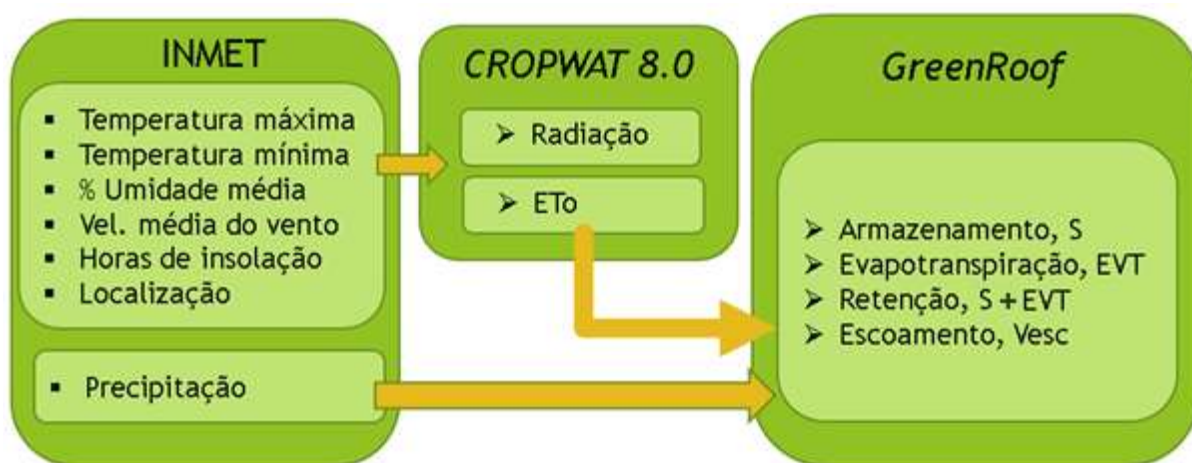 INMET
▪ Temperatura máxima
▪ Temperatura mínima
▪ % Umidade média
▪ Vel. média do vento
▪ Horas de insolação
▪ Localização
▪ Precipitação
CROPWAT 8.0
➢ Radiação
➢ ETo
GreenRoof
➢ Armazenamento, S
➢ Evapotranspiração, EVT
➢ Retenção, S + EVT
➢ Escoamento, Vesc